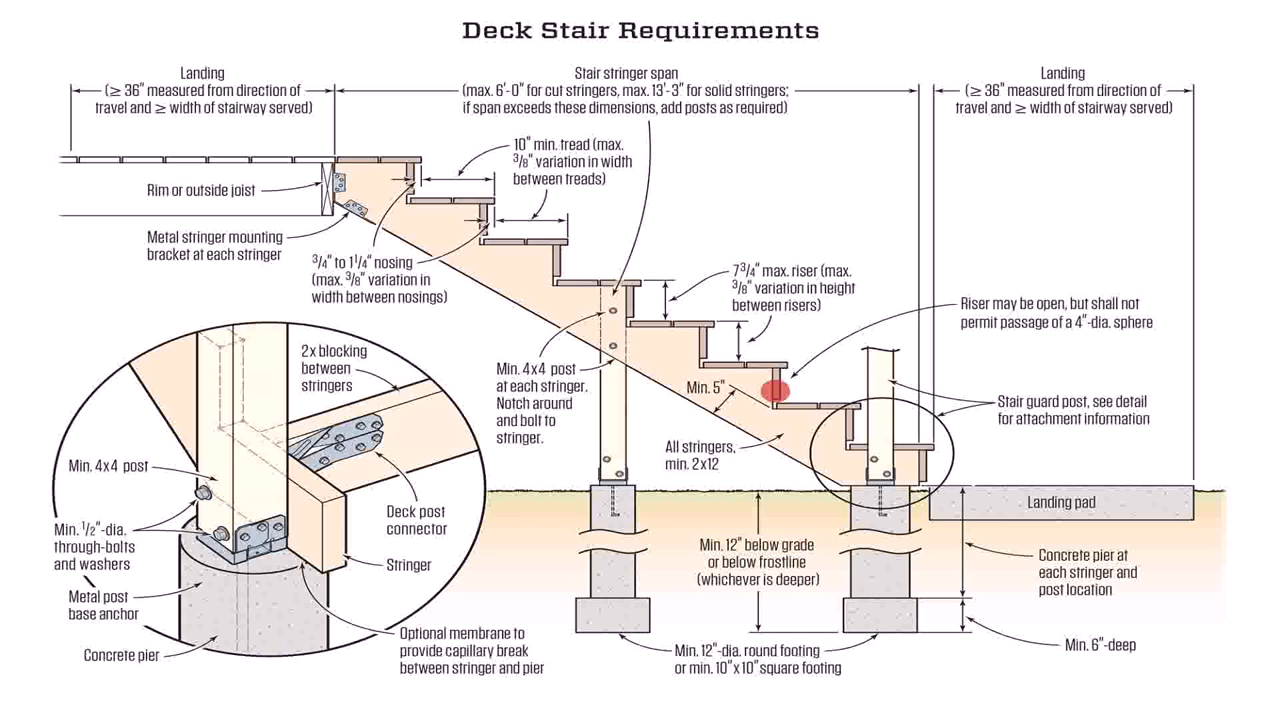 Deck Stair Requirements
Landing
(≥ 36" measured from direction of
travel and ≥ width of stairway served)
Stair stringer span
(max. 6'-0" for cut stringers, max. 13'-3" for solid stringers;
if span exceeds these dimensions, add posts as required)
Landing
(≥ 36" measured from direction of
travel and ≥ width of stairway served)
10" min. tread (max.
3/8" variation in width
between treads)
Rim or outside joist
Metal stringer mounting
bracket at each stringer
3/4" to 1 1/4" nosing
(max. 3/8" variation in
width between nosings)
7 3/4" max. riser (max.
3/8" variation in height
between risers)
Riser may be open, but shall not
permit passage of a 4"-dia. sphere
2x blocking
between
stringers
Min. 4x4 post
at each stringer.
Notch around
and bolt to
stringer.
Min. 5"
Stair guard post, see detail
for attachment information
All stringers,
min. 2x12
Min. 4x4 post
Deck post
connector
Landing pad
Min. 1/2"-dia.
through-bolts
and washers
Stringer
Min. 12" below grade
or below frostline
(whichever is deeper)
Concrete pier at
each stringer and
post location
Metal post
base anchor
Concrete pier
Optional membrane to
provide capillary break
between stringer and pier
Min. 12"-dia. round footing
or min. 10"x10" square footing
Min. 6"-deep